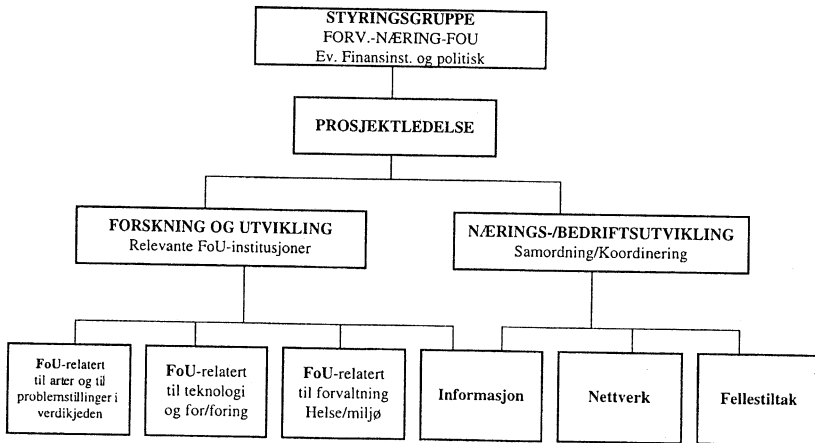 STYRINGSGRUPPE
FORV.-NÆRING-FOU
Ev. Finansinst. og politisk
PROSJEKTLEDELSE
FORSKNING OG UTVIKLING
Relevante FoU-institusjoner
NÆRINGS-/BEDRIFTSUTVIKLING
Samordning/Koordinering
FoU-relatert
til arter og til
problemstillinger i
verdikjeden
FoU-relatert
til teknologi
og for/foring
FoU-relatert
til forvaltning
Helse/miljø
Informasjon
Nettverk
Fellestiltak